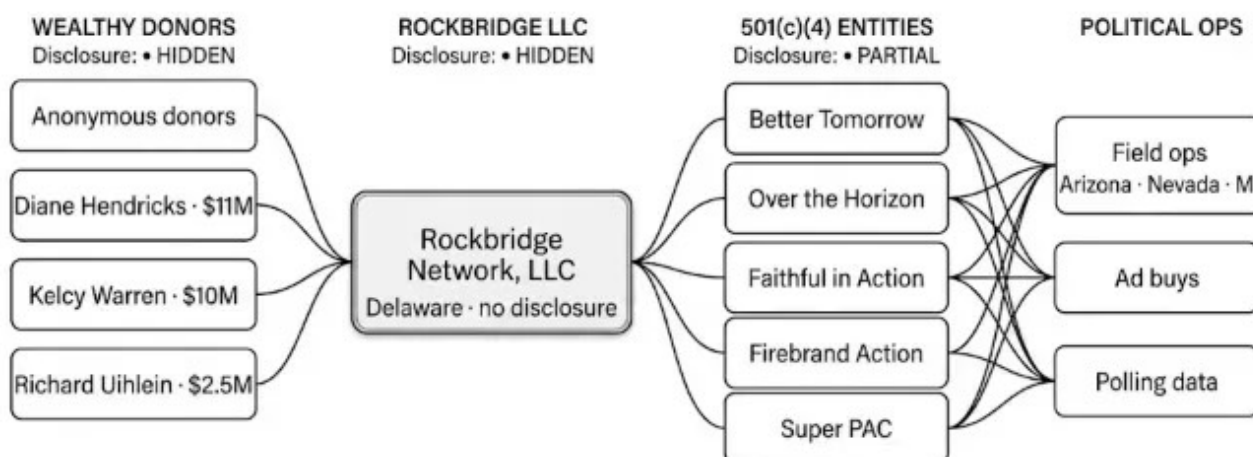 WEALTHY DONORS
Disclosure: • HIDDEN
Anonymous donors
Diane Hendricks · $11M
Kelcy Warren · $10M
Richard Uihlein · $2.5M
ROCKBRIDGE LLC
Disclosure: • HIDDEN
Rockbridge
Network, LLC
Delaware · no disclosure
501(c)(4) ENTITIES
Disclosure: • PARTIAL
Better Tomorrow
Over the Horizon
Faithful in Action
Firebrand Action
Super PAC
POLITICAL OPS
Field ops
Arizona · Nevada · M
Ad buys
Polling data